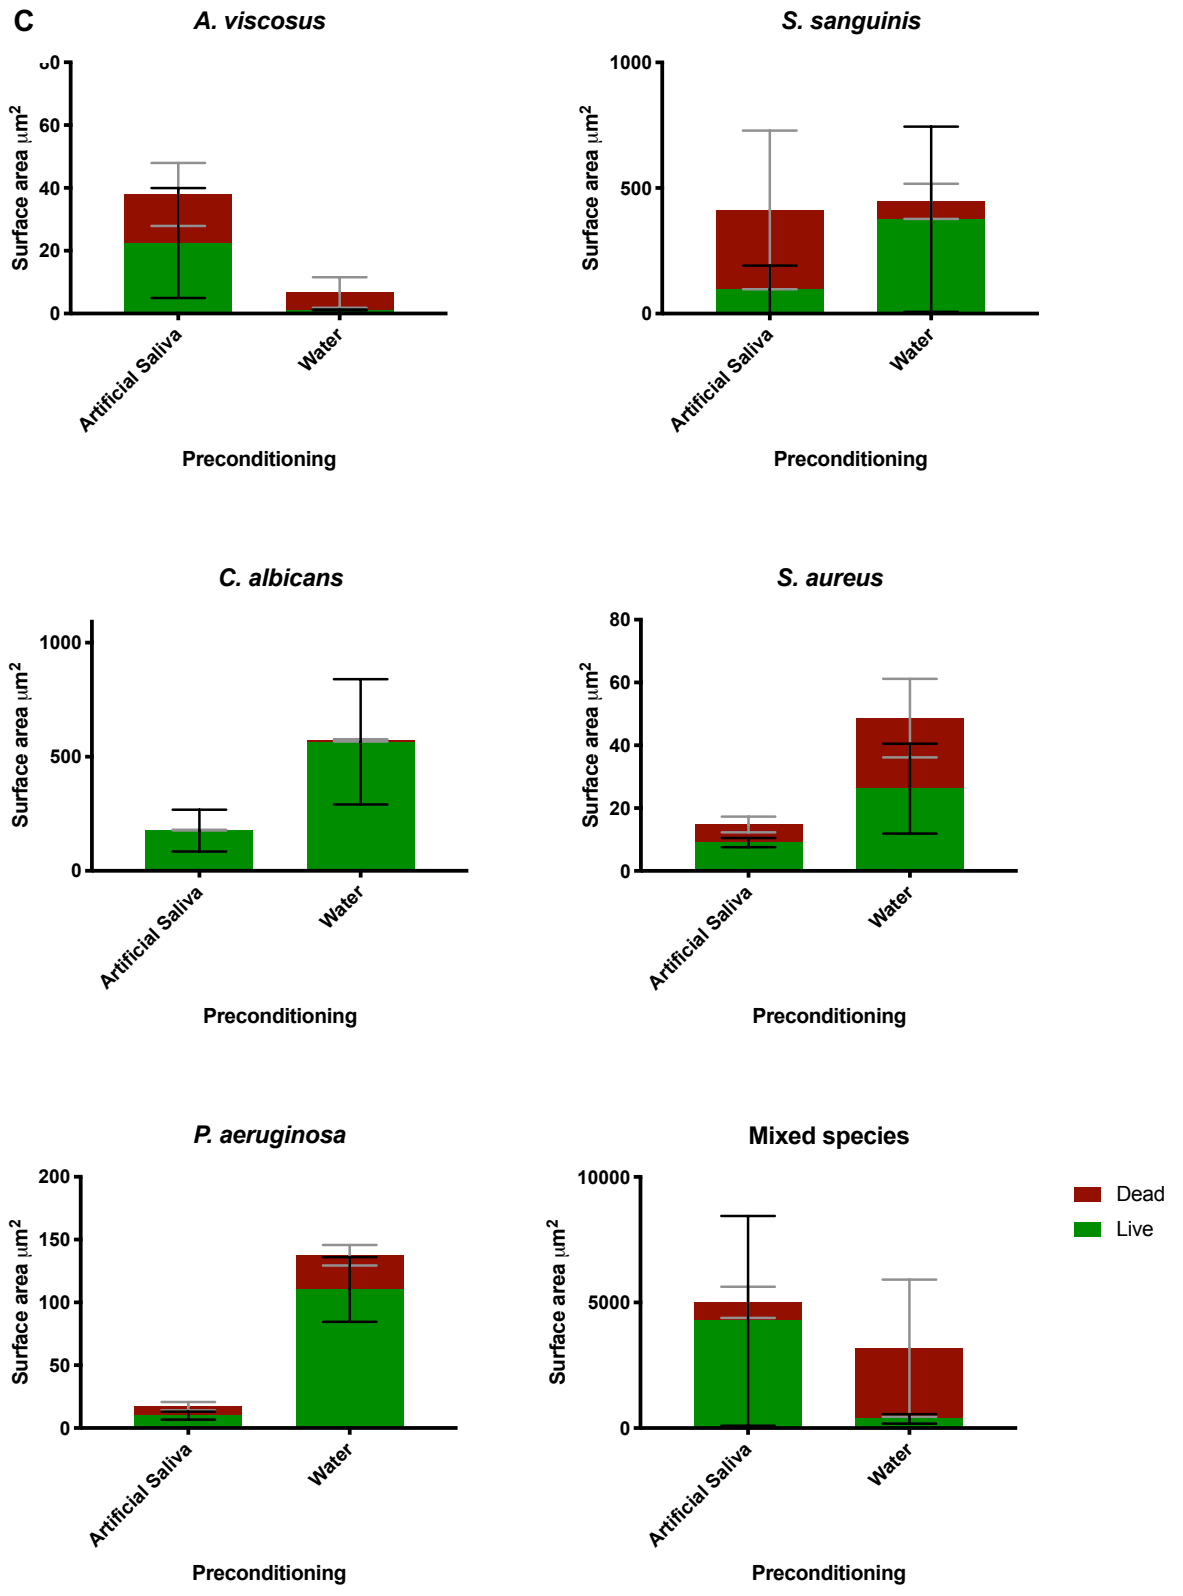 C
A. viscosus
Surface area μm²
60
40
20
0
Artificial Saliva
Water
Preconditioning
S. sanguinis
Surface area μm²
1000
500
0
Artificial Saliva
Water
Preconditioning
C. albicans
Surface area μm²
1000
500
0
Artificial Saliva
Water
Preconditioning
S. aureus
Surface area μm²
80
60
40
20
0
Artificial Saliva
Water
Preconditioning
P. aeruginosa
Surface area μm²
200
150
100
50
0
Artificial Saliva
Water
Preconditioning
Mixed species
Surface area μm²
10000
5000
0
Artificial Saliva
Water
Preconditioning
Dead
Live